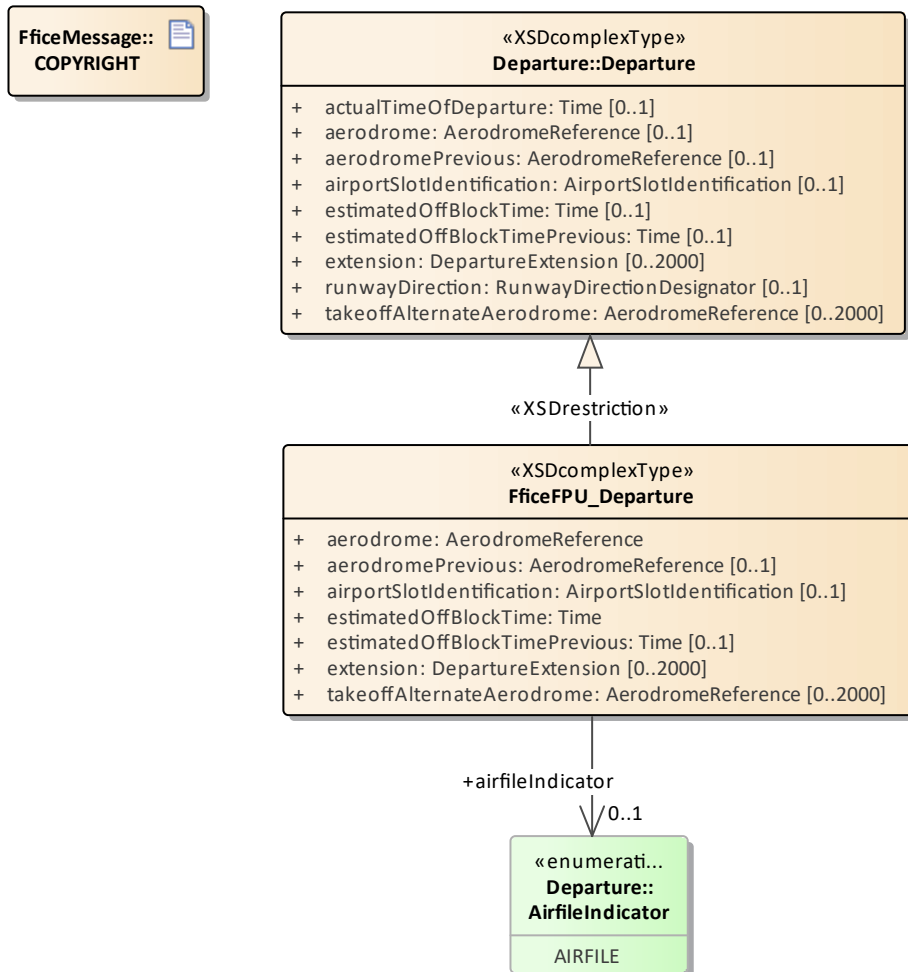 FficeMessage::
COPYRIGHT
«XSDcomplexType»
Departure::Departure
+ actualTimeOfDeparture: Time [0..1]
+ aerodrome: AerodromeReference [0..1]
+ aerodromePrevious: AerodromeReference [0..1]
+ airportSlotIdentification: AirportSlotIdentification [0..1]
+ estimatedOffBlockTime: Time [0..1]
+ estimatedOffBlockTimePrevious: Time [0..1]
+ extension: DepartureExtension [0..2000]
+ runwayDirection: RunwayDirectionDesignator [0..1]
+ takeoffAlternateAerodrome: AerodromeReference [0..2000]
«XSDrestriction»
«XSDcomplexType»
FficeFPU_Departure
+ aerodrome: AerodromeReference
+ aerodromePrevious: AerodromeReference [0..1]
+ airportSlotIdentification: AirportSlotIdentification [0..1]
+ estimatedOffBlockTime: Time
+ estimatedOffBlockTimePrevious: Time [0..1]
+ extension: DepartureExtension [0..2000]
+ takeoffAlternateAerodrome: AerodromeReference [0..2000]
+airfileIndicator
0..1
«enumerati...
Departure::
AirfileIndicator
AIRFILE